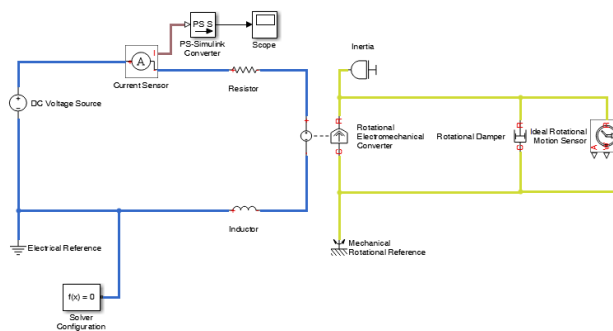 PS S
PS-Simulink
Converter
Scope
I
A
Current Sensor
Resistor
DC Voltage Source
Inertia
Rotational
Electromechanical
Converter
R
C
Rotational Damper
R
C
Ideal Rotational
Motion Sensor
A
Inductor
Electrical Reference
Mechanical
Rotational Reference
f(x) = 0
Solver
Configuration